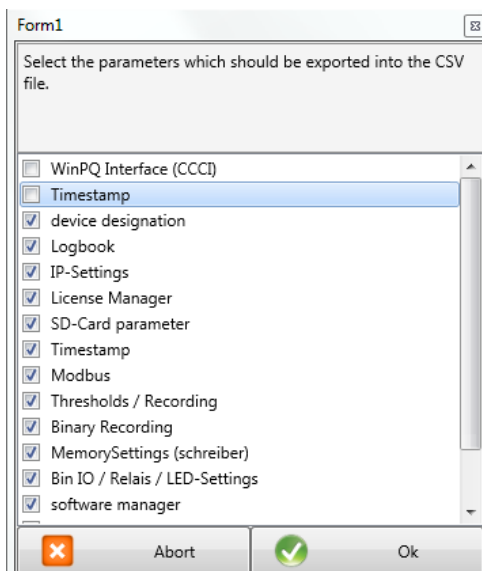 Form1
Select the parameters which should be exported into the CSV
file.
WinPQ Interface (CCCI)
Timestamp
device designation
Logbook
IP-Settings
License Manager
SD-Card parameter
Timestamp
Modbus
Thresholds / Recording
Binary Recording
MemorySettings (schreiber)
Bin IO / Relais / LED-Settings
software manager
Abort
Ok